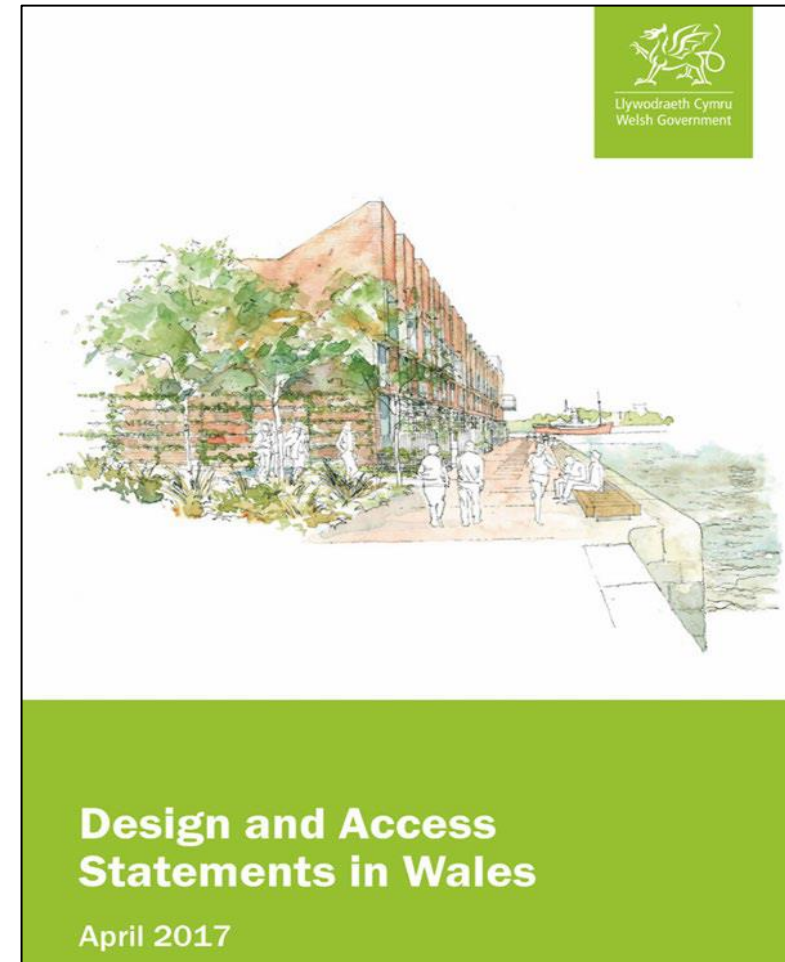 Llywodraeth Cymru
Welsh Government
Design and Access
Statements in Wales
April 2017